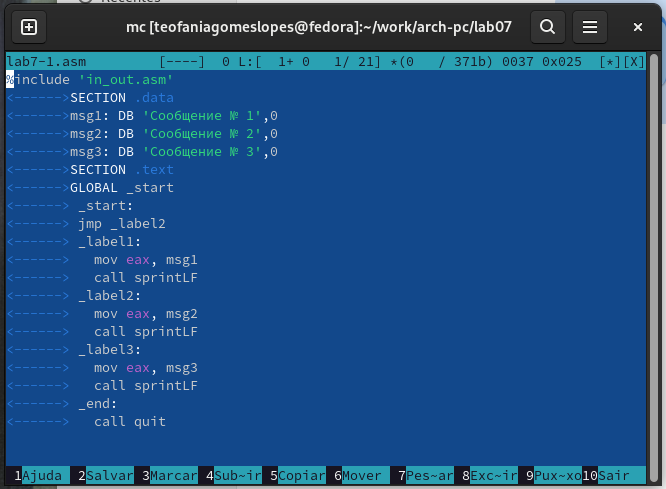 Recentes
mc [teofaniagomeslopes@fedora]:~/work/arch-pc/lab07
lab7-1.asm [----] 0 L:[ 1+ 0 1/ 21] *(0 / 371b) 0037 0x025 [*][X]
%include 'in_out.asm'
<------>SECTION .data
<------>msg1: DB 'Сообщение № 1',0
<------>msg2: DB 'Сообщение № 2',0
<------>msg3: DB 'Сообщение № 3',0
<------>SECTION .text
<------>GLOBAL _start
<------> _start:
<------> jmp _label2
<------> _label1:
<------>   mov eax, msg1
<------>   call sprintLF
<------> _label2:
<------>   mov eax, msg2
<------>   call sprintLF
<------> _label3:
<------>   mov eax, msg3
<------>   call sprintLF
<------> _end:
<------>   call quit
1Ajuda 2Salvar 3Marcar 4Sub~ir 5Copiar 6Mover 7Pes~ar 8Exc~ir 9Pux~xo 10Sair